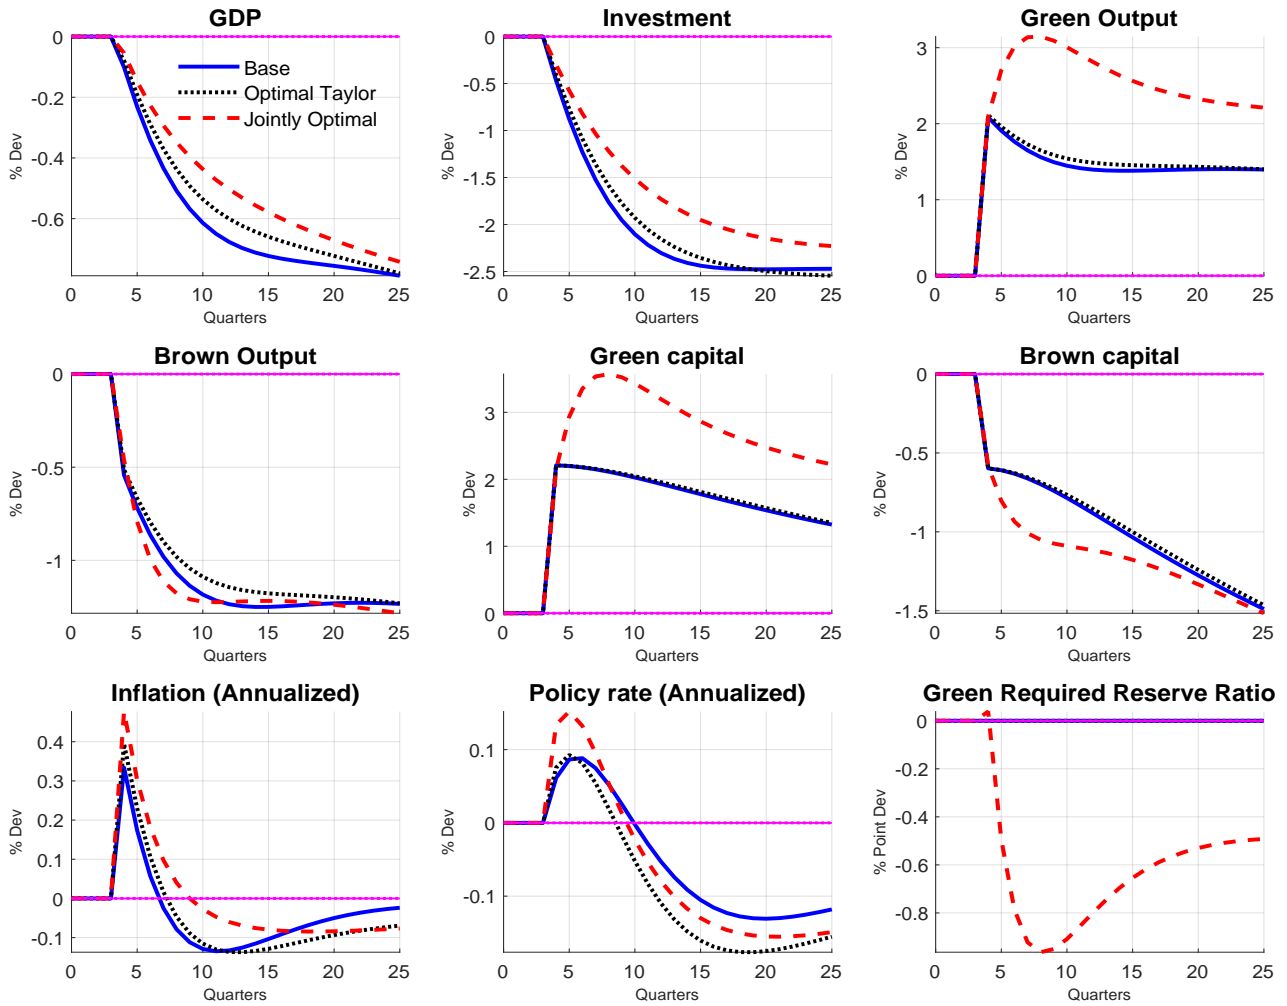 GDP
0
-0.2
-0.4
-0.6
% Dev
Base
Optimal Taylor
Jointly Optimal
0 5 10 15 20 25
Quarters
Investment
0
-0.5
-1
-1.5
-2
-2.5
% Dev
0 5 10 15 20 25
Quarters
Green Output
3
2
1
0
% Dev
0 5 10 15 20 25
Quarters
Brown Output
0
-0.5
-1
% Dev
0 5 10 15 20 25
Quarters
Green capital
3
2
1
0
% Dev
0 5 10 15 20 25
Quarters
Brown capital
0
-0.5
-1
-1.5
% Dev
0 5 10 15 20 25
Quarters
Inflation (Annualized)
0.4
0.3
0.2
0.1
0
-0.1
% Dev
0 5 10 15 20 25
Quarters
Policy rate (Annualized)
0.1
0
-0.1
% Dev
0 5 10 15 20 25
Quarters
Green Required Reserve Ratio
0
-0.2
-0.4
-0.6
-0.8
% Point Dev
0 5 10 15 20 25
Quarters